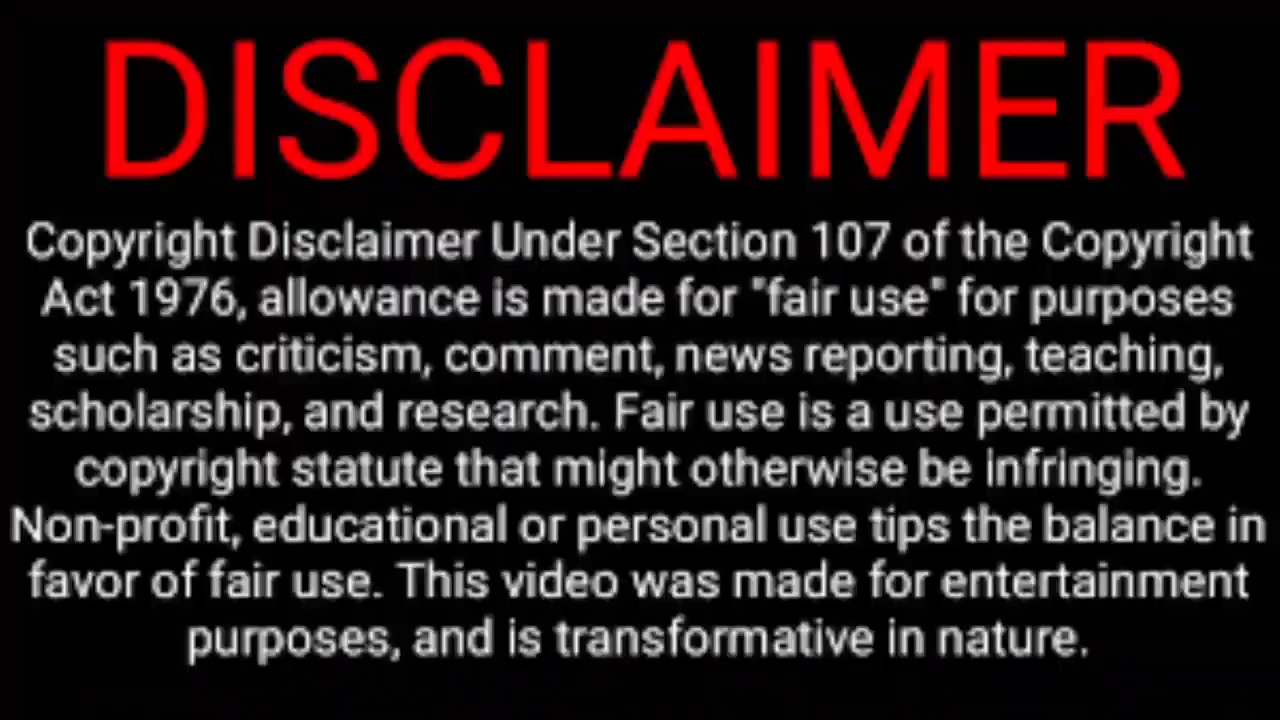 DISCLAIMER
Copyright Disclaimer Under Section 107 of the Copyright
Act 1976, allowance is made for "fair use" for purposes
such as criticism, comment, news reporting, teaching,
scholarship, and research. Fair use is a use permitted by
copyright statute that might otherwise be infringing.
Non-profit, educational or personal use tips the balance in
favor of fair use. This video was made for entertainment
purposes, and is transformative in nature.